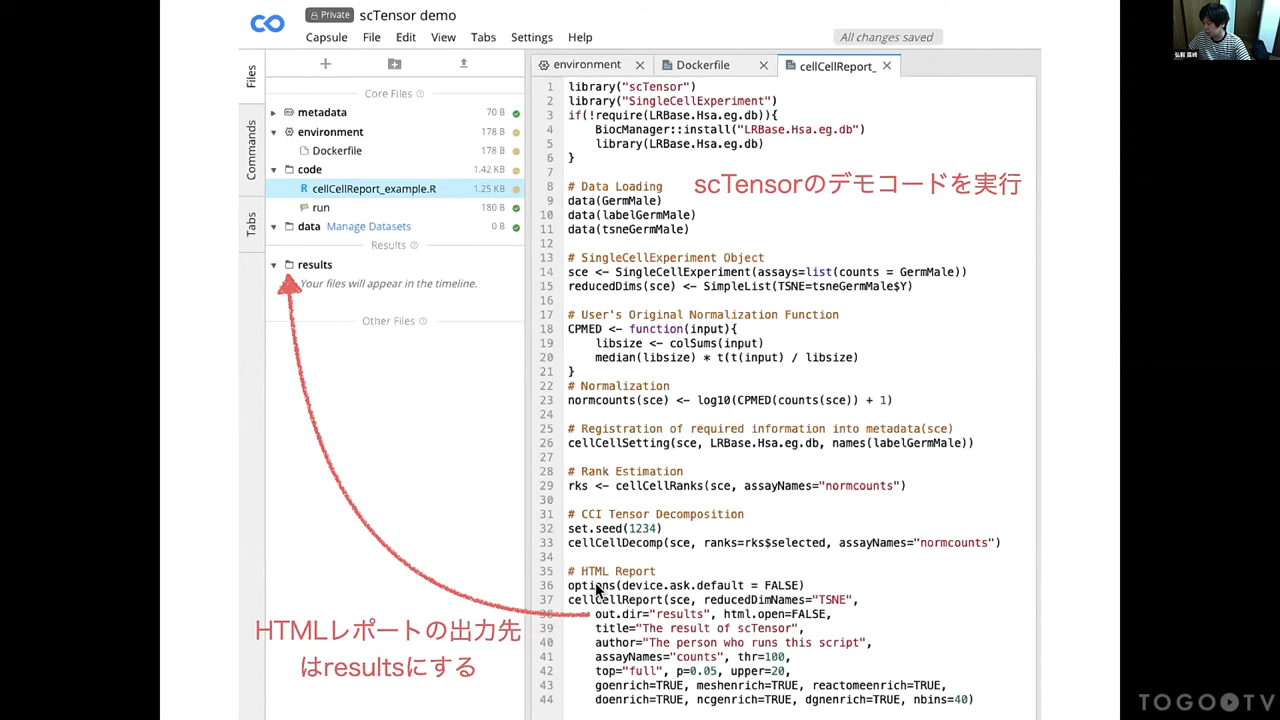 Private
scTensor demo
Capsule File Edit View Tabs Settings Help
All changes saved
弘毅 露崎
Files
Commands
Tabs
Core Files
metadata 70 B
environment 178 B
Dockerfile 178 B
code 1.42 KB
cellCellReport_example.R 1.25 KB
run 180 B
data Manage Datasets 0 B
Results
results
Your files will appear in the timeline.
Other Files
environment Dockerfile cellCellReport_
1 library("scTensor")
2 library("SingleCellExperiment")
3 if(!require(LRBase.Hsa.eg.db)){
4 BiocManager::install("LRBase.Hsa.eg.db")
5 library(LRBase.Hsa.eg.db)
6 }
7
8 # Data Loading
9 data(GermMale)
10 data(labelGermMale)
11 data(tsneGermMale)
12
13 # SingleCellExperiment Object
14 sce <- SingleCellExperiment(assays=list(counts = GermMale))
15 reducedDims(sce) <- SimpleList(TSNE=tsneGermMale$Y)
16
17 # User's Original Normalization Function
18 CPMED <- function(input){
19 libsize <- colSums(input)
20 median(libsize) * t(t(input) / libsize)
21 }
22 # Normalization
23 normcounts(sce) <- log10(CPMED(counts(sce)) + 1)
24
25 # Registration of required information into metadata(sce)
26 cellCellSetting(sce, LRBase.Hsa.eg.db, names(labelGermMale))
27
28 # Rank Estimation
29 rks <- cellCellRanks(sce, assayNames="normcounts")
30
31 # CCI Tensor Decomposition
32 set.seed(1234)
33 cellCellDecomp(sce, ranks=rks$selected, assayNames="normcounts")
34
35 # HTML Report
36 options(device.ask.default = FALSE)
37 cellCellReport(sce, reducedDimNames="TSNE",
38 out.dir="results", html.open=FALSE,
39 title="The result of scTensor",
40 author="The person who runs this script",
41 assayNames="counts", thr=100,
42 top="full", p=0.05, upper=20,
43 goenrich=TRUE, meshenrich=TRUE, reactomeenrich=TRUE,
44 doenrich=TRUE, ncgenrich=TRUE, dgnenrich=TRUE, nbins=40)
scTensorのデモコードを実行
HTMLレポートの出力先
はresultsにする
TOGOTV